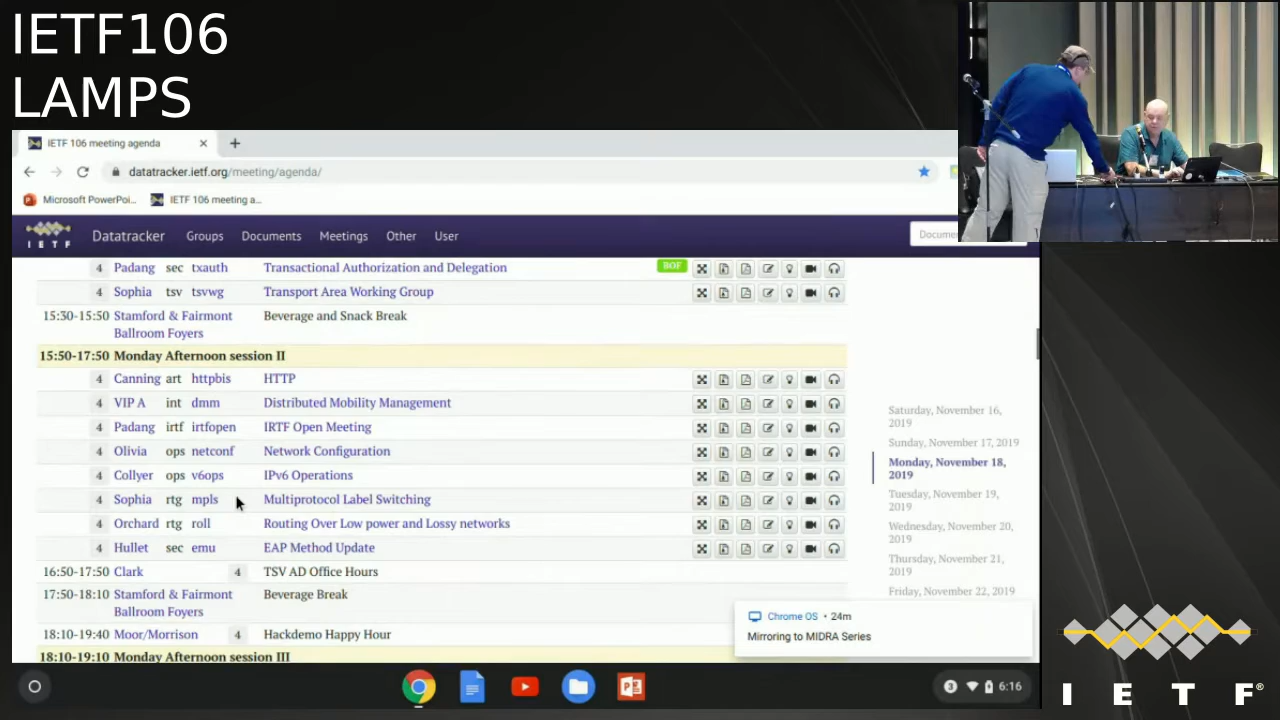 IETF106
LAMPS
IETF 106 meeting agenda
datatracker.ietf.org/meeting/agenda/
Microsoft PowerPoi... IETF 106 meeting a...
IETF Datatracker Groups Documents Meetings Other User Docume
4 Padang sec txauth Transactional Authorization and Delegation BOF
4 Sophia tsv tsvwg Transport Area Working Group
15:30-15:50 Stamford & Fairmont Beverage and Snack Break
Ballroom Foyers
15:50-17:50 Monday Afternoon session II
4 Canning art httpbis HTTP
4 VIP A int dmm Distributed Mobility Management
4 Padang irtf irtfopen IRTF Open Meeting
4 Olivia ops netconf Network Configuration
4 Collyer ops v6ops IPv6 Operations
4 Sophia rtg mpls Multiprotocol Label Switching
4 Orchard rtg roll Routing Over Low power and Lossy networks
4 Hullet sec emu EAP Method Update
16:50-17:50 Clark 4 TSV AD Office Hours
17:50-18:10 Stamford & Fairmont Beverage Break
Ballroom Foyers
18:10-19:40 Moor/Morrison 4 Hackdemo Happy Hour
18:10-19:10 Monday Afternoon session III
Saturday, November 16,
2019
Sunday, November 17, 2019
Monday, November 18,
2019
Tuesday, November 19,
2019
Wednesday, November 20,
2019
Thursday, November 21,
2019
Friday, November 22, 2019
Chrome OS • 24m
Mirroring to MIDRA Series
3 6:16
IETF®